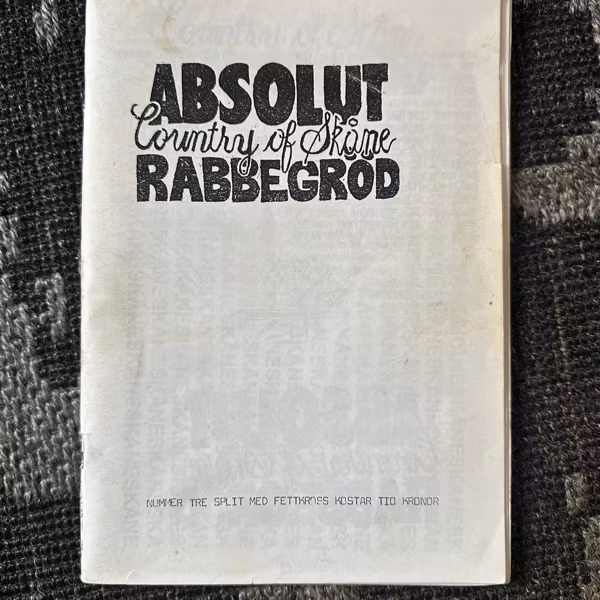 ABSOLUT
Country of Skåne
RABBEGRÖD
NUMMER TRE SPLIT MED FETTKROSS KOSTAR TIO KRONOR